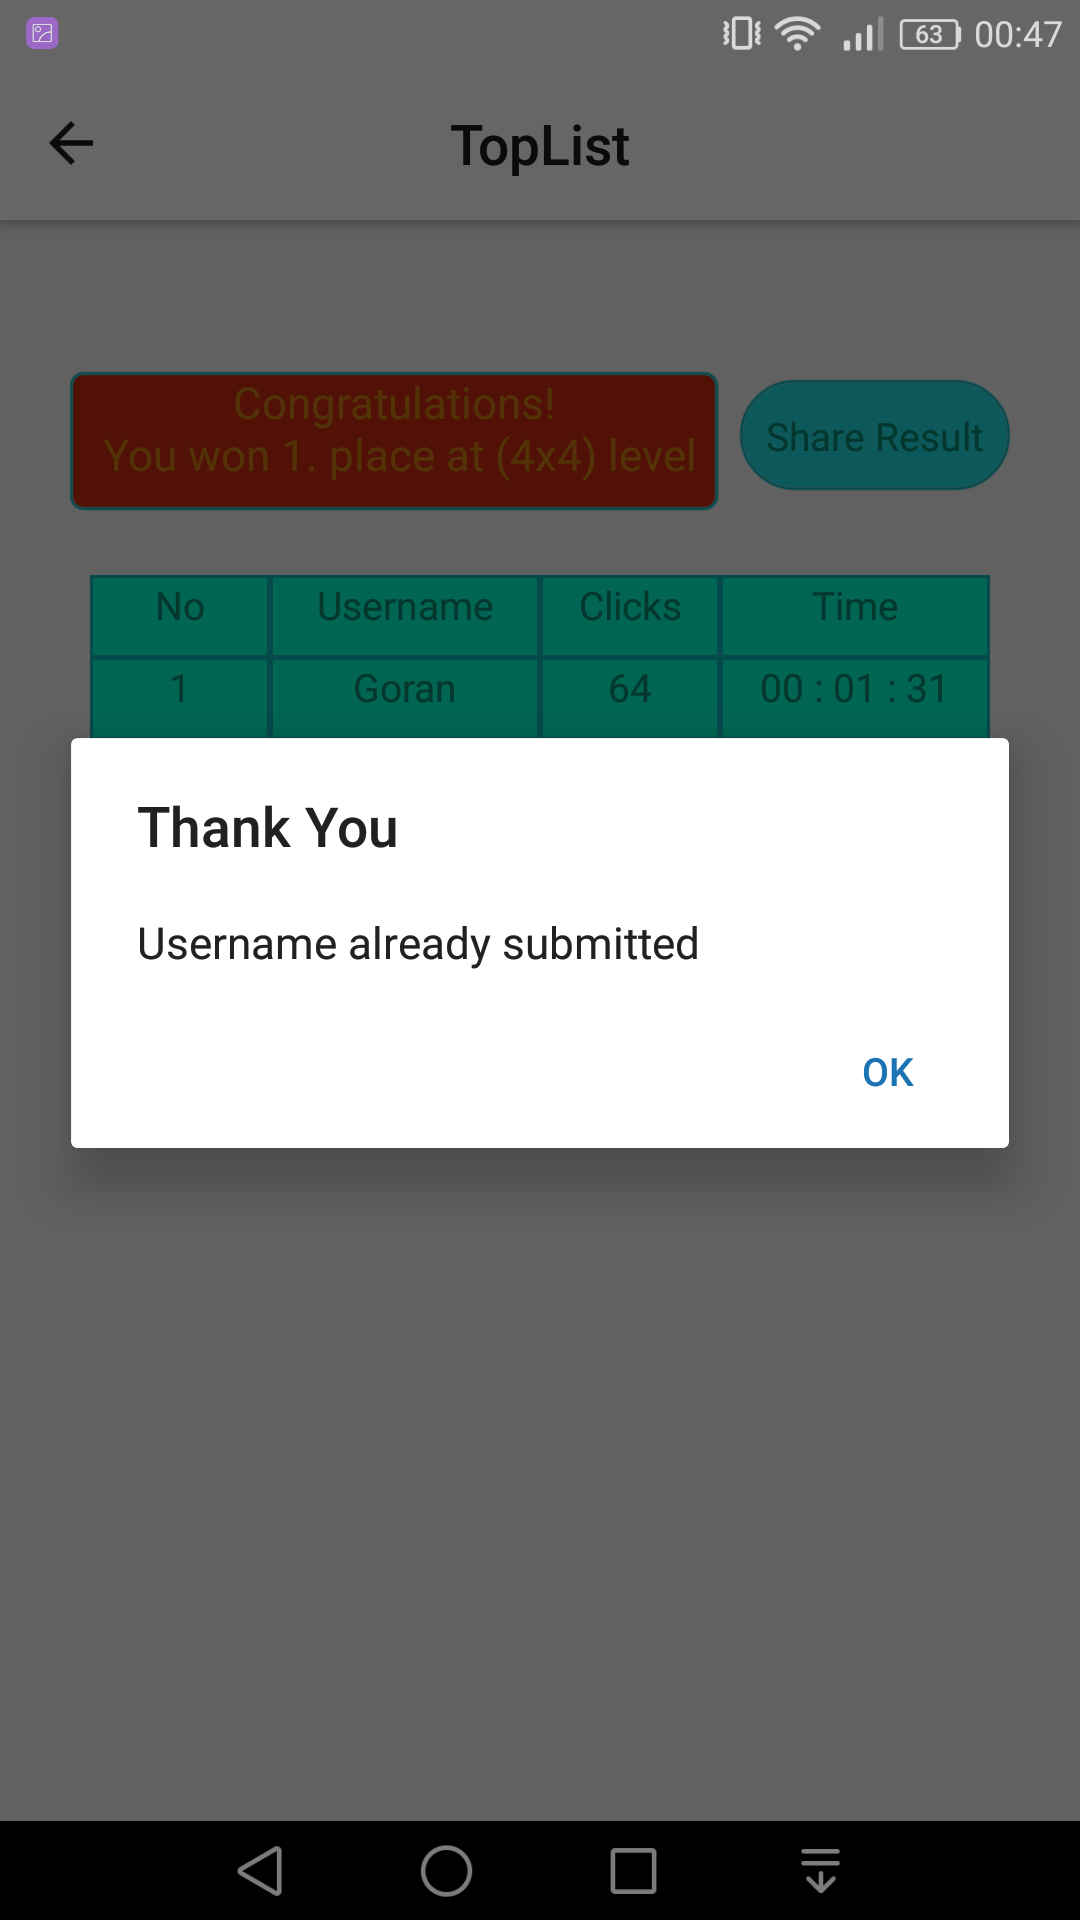 63 00:47
TopList
Congratulations!
You won 1. place at (4x4) level
Share Result
No Username Clicks Time
1 Goran 64 00 : 01 : 31
Thank You
Username already submitted
OK